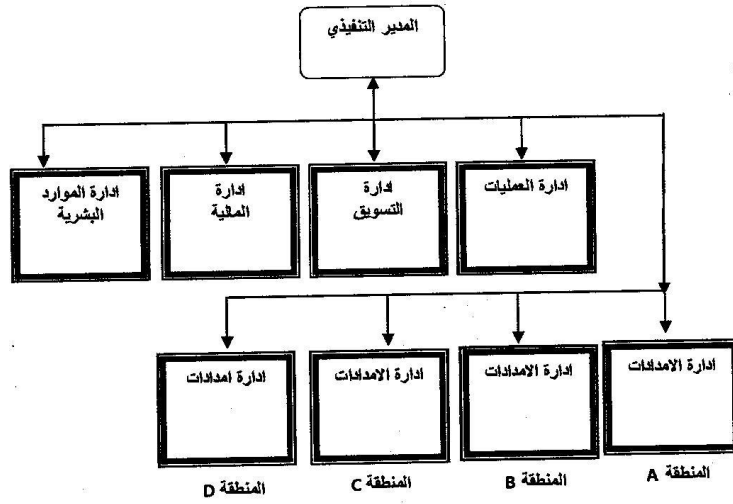 المدير التنفيذي
ادارة العمليات
ادارة
التسويق
ادارة
المالية
ادارة الموارد
البشرية
ادارة الامدادات
ادارة الامدادات
ادارة الامدادات
ادارة امدادات
المنطقة A
المنطقة B
المنطقة C
المنطقة D